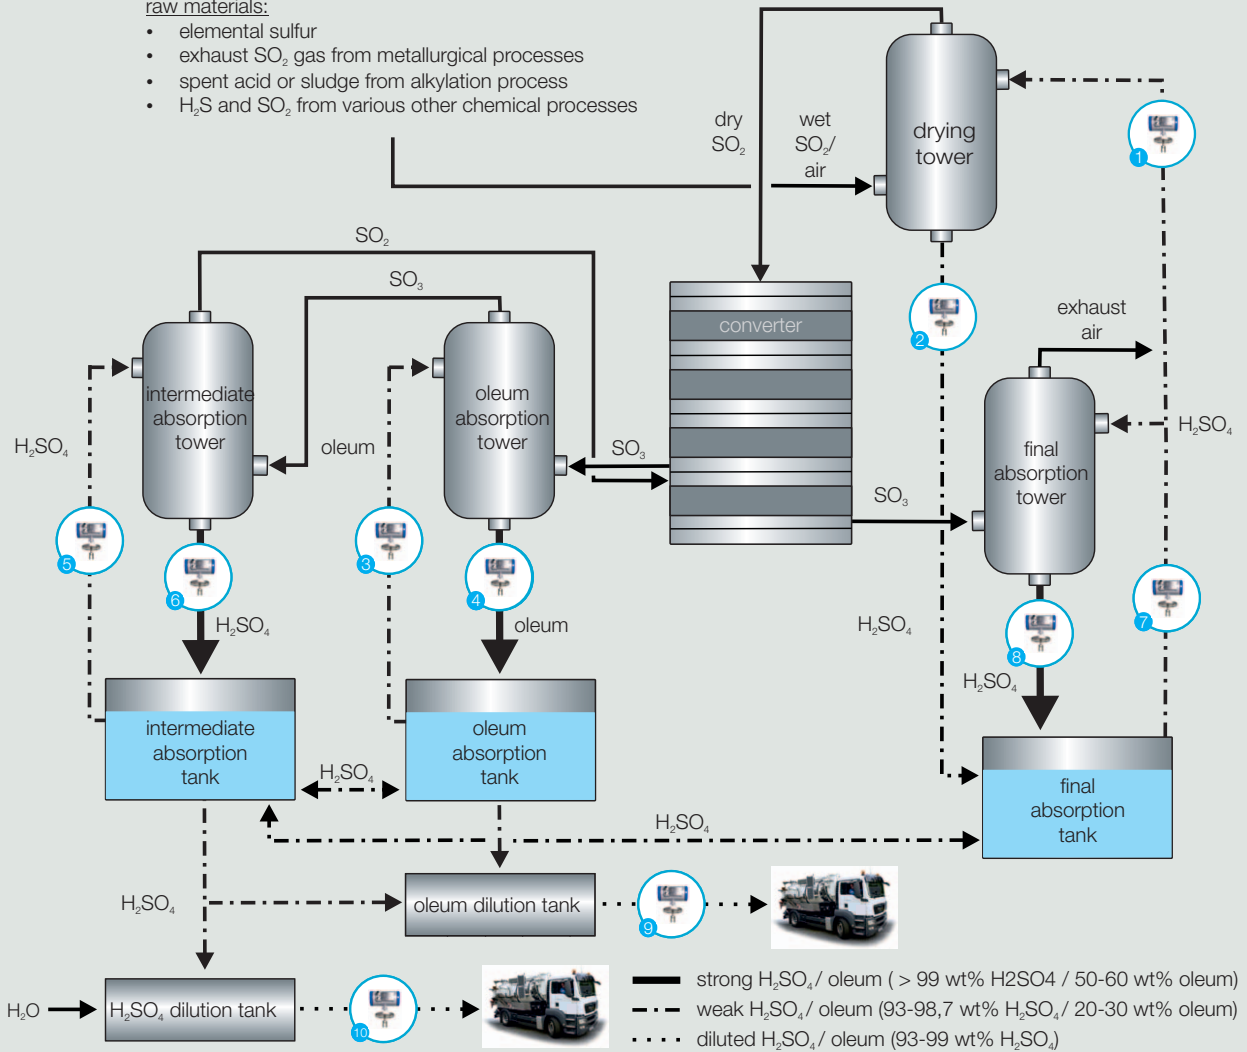 raw materials:
• elemental sulfur
• exhaust SO₂ gas from metallurgical processes
• spent acid or sludge from alkylation process
• H₂S and SO₂ from various other chemical processes
dry
SO₂
wet
SO₂/
air
drying
tower
1
SO₂
SO₃
converter
2
exhaust
air
intermediate
absorption
tower
oleum
absorption
tower
H₂SO₄
oleum
SO₃
SO₃
final
absorption
tower
H₂SO₄
5
6
3
4
7
8
H₂SO₄
oleum
H₂SO₄
H₂SO₄
intermediate
absorption
tank
oleum
absorption
tank
H₂SO₄
final
absorption
tank
H₂SO₄
H₂SO₄
oleum dilution tank
9
H₂O
H₂SO₄ dilution tank
10
strong H₂SO₄/ oleum ( > 99 wt% H2SO4 / 50-60 wt% oleum)
weak H₂SO₄/ oleum (93-98,7 wt% H₂SO₄/ 20-30 wt% oleum)
diluted H₂SO₄/ oleum (93-99 wt% H₂SO₄)